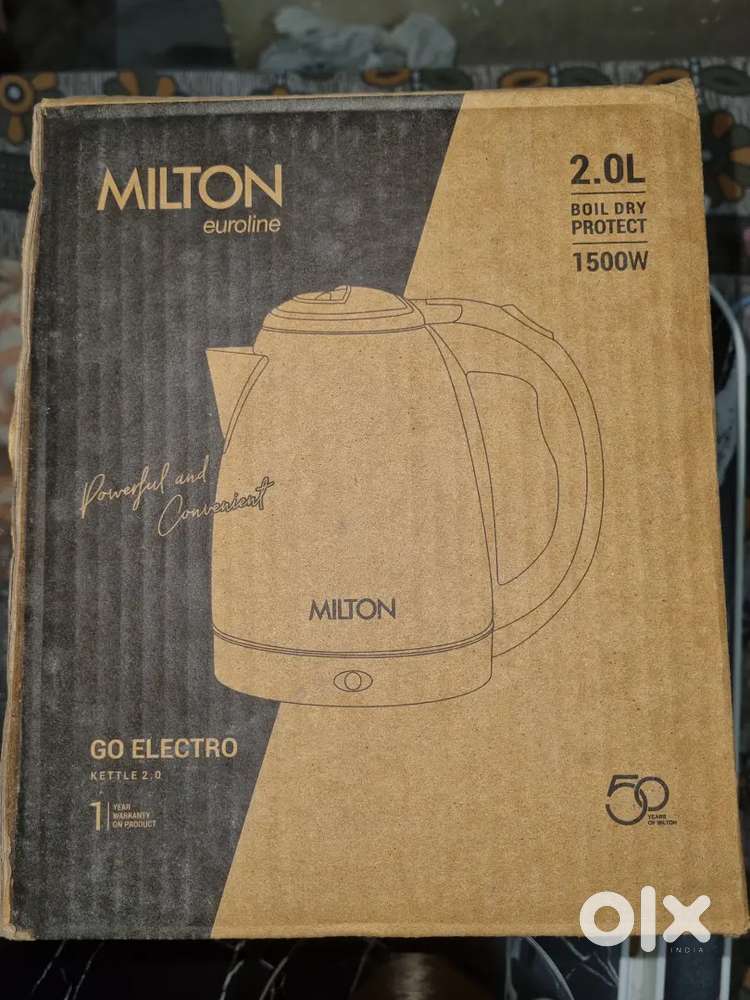 MILTON
euroline
2.0L
BOIL DRY
PROTECT
1500W
Powerful and
Convenient
MILTON
GO ELECTRO
KETTLE 2.0
1 YEAR
WARRANTY
ON PRODUCT
50
YEARS
OF MILTON
olx
INDIA